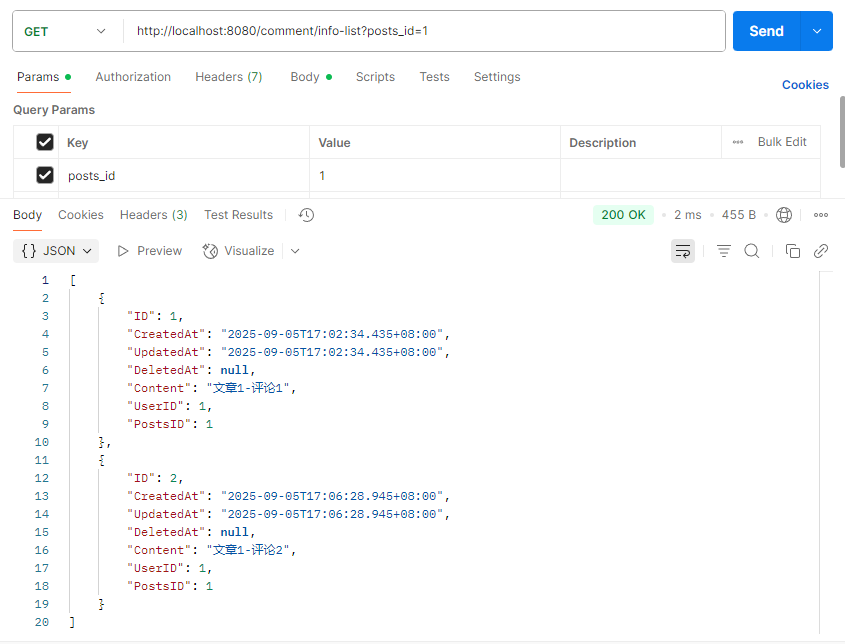 GET http://localhost:8080/comment/info-list?posts_id=1 Send
Params Authorization Headers (7) Body Scripts Tests Settings Cookies
Query Params
Key Value Description ••• Bulk Edit
posts_id 1
Body Cookies Headers (3) Test Results 200 OK • 2 ms • 455 B •
{} JSON Preview Visualize
1 [
2 {
3 "ID": 1,
4 "CreatedAt": "2025-09-05T17:02:34.435+08:00",
5 "UpdatedAt": "2025-09-05T17:02:34.435+08:00",
6 "DeletedAt": null,
7 "Content": "文章1-评论1",
8 "UserID": 1,
9 "PostsID": 1
10 },
11 {
12 "ID": 2,
13 "CreatedAt": "2025-09-05T17:06:28.945+08:00",
14 "UpdatedAt": "2025-09-05T17:06:28.945+08:00",
15 "DeletedAt": null,
16 "Content": "文章1-评论2",
17 "UserID": 1,
18 "PostsID": 1
19 }
20 ]